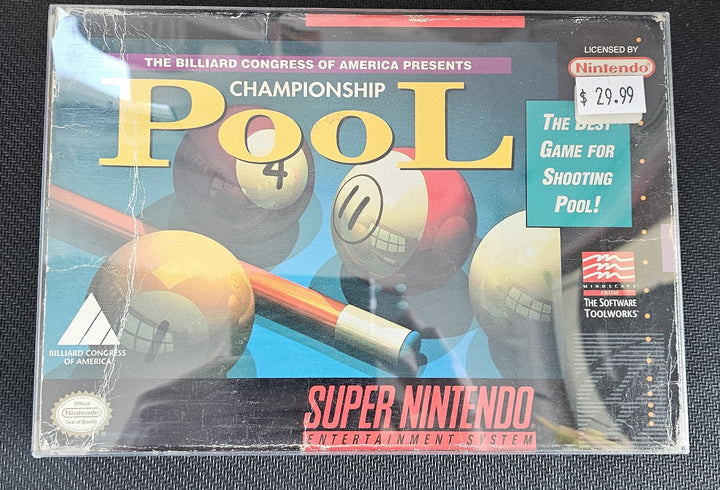 THE BILLIARD CONGRESS OF AMERICA PRESENTS
CHAMPIONSHIP
POOL
LICENSED BY
Nintendo
$ 29.99
THE BEST
GAME FOR
SHOOTING
POOL!
4
11
1
MINDSCAPE
FROM
THE SOFTWARE
TOOLWORKS
BILLIARD CONGRESS
OF AMERICA
Official
Nintendo
Seal of Quality
SUPER NINTENDO
ENTERTAINMENT SYSTEM